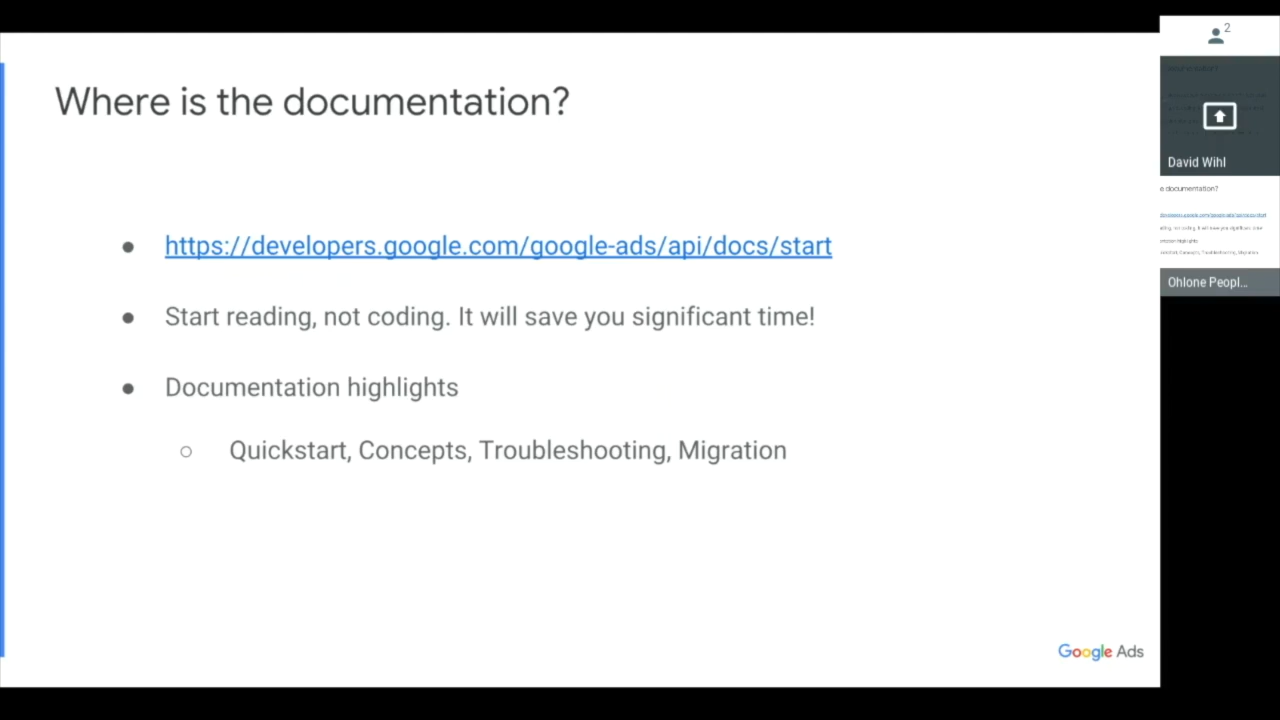 Where is the documentation?
● https://developers.google.com/google-ads/api/docs/start
● Start reading, not coding. It will save you significant time!
● Documentation highlights
○ Quickstart, Concepts, Troubleshooting, Migration
Google Ads
2
David Wihl
e documentation?
Ohlone Peopl...